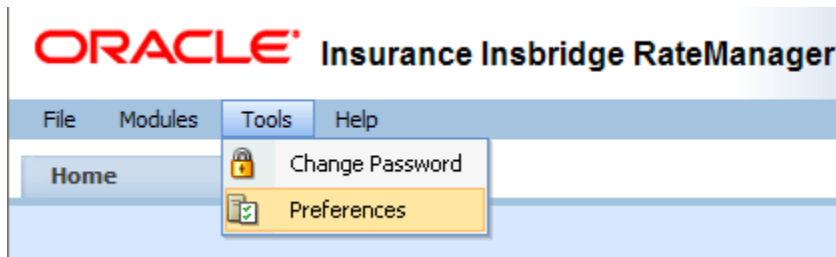 ORACLE Insurance Insbridge RateManager
File Modules Tools Help
Home
Change Password
Preferences